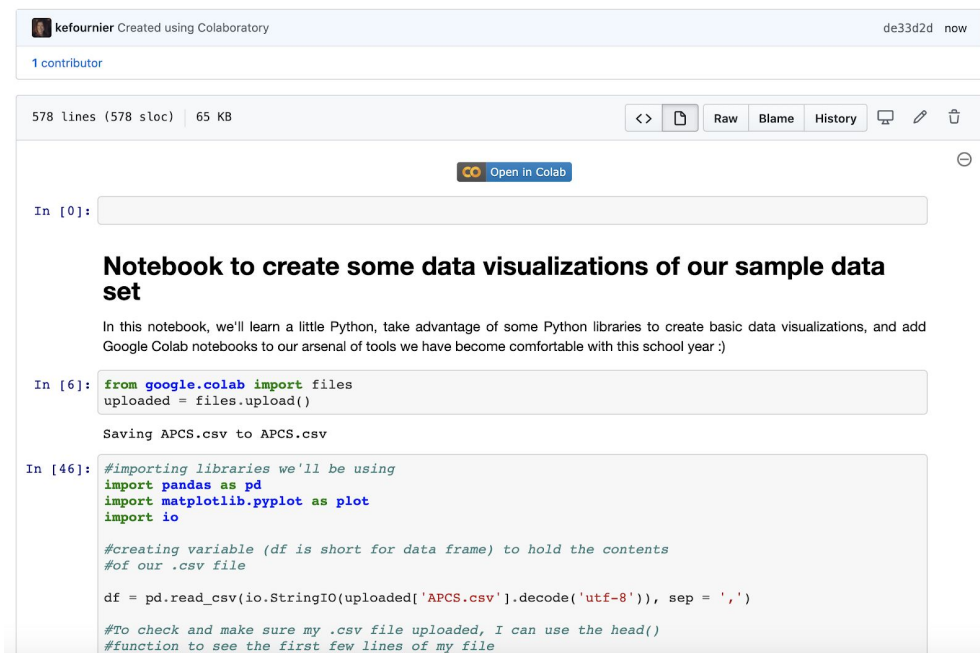 kefournier Created using Colaboratory de33d2d now
1 contributor
578 lines (578 sloc) 65 KB <> Raw Blame History
CO Open in Colab
In [0]:
Notebook to create some data visualizations of our sample data
set
In this notebook, we'll learn a little Python, take advantage of some Python libraries to create basic data visualizations, and add
Google Colab notebooks to our arsenal of tools we have become comfortable with this school year :)
In [6]: from google.colab import files
uploaded = files.upload()
Saving APCS.csv to APCS.csv
In [46]: #importing libraries we'll be using
import pandas as pd
import matplotlib.pyplot as plot
import io
#creating variable (df is short for data frame) to hold the contents
#of our .csv file
df = pd.read_csv(io.StringIO(uploaded['APCS.csv'].decode('utf-8')), sep = ',')
#To check and make sure my .csv file uploaded, I can use the head()
#function to see the first few lines of my file